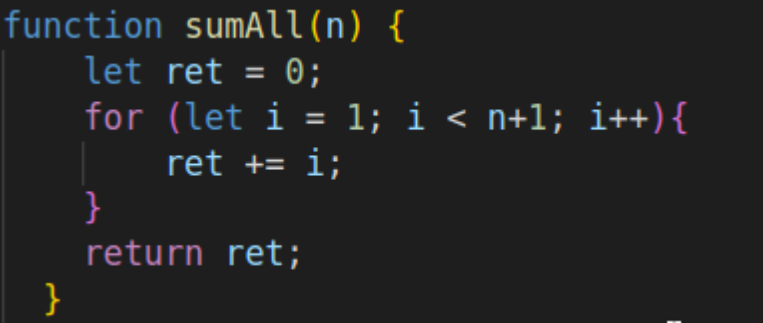 function sumAll(n) {
    let ret = 0;
    for (let i = 1; i < n+1; i++){
        ret += i;
    }
    return ret;
  }